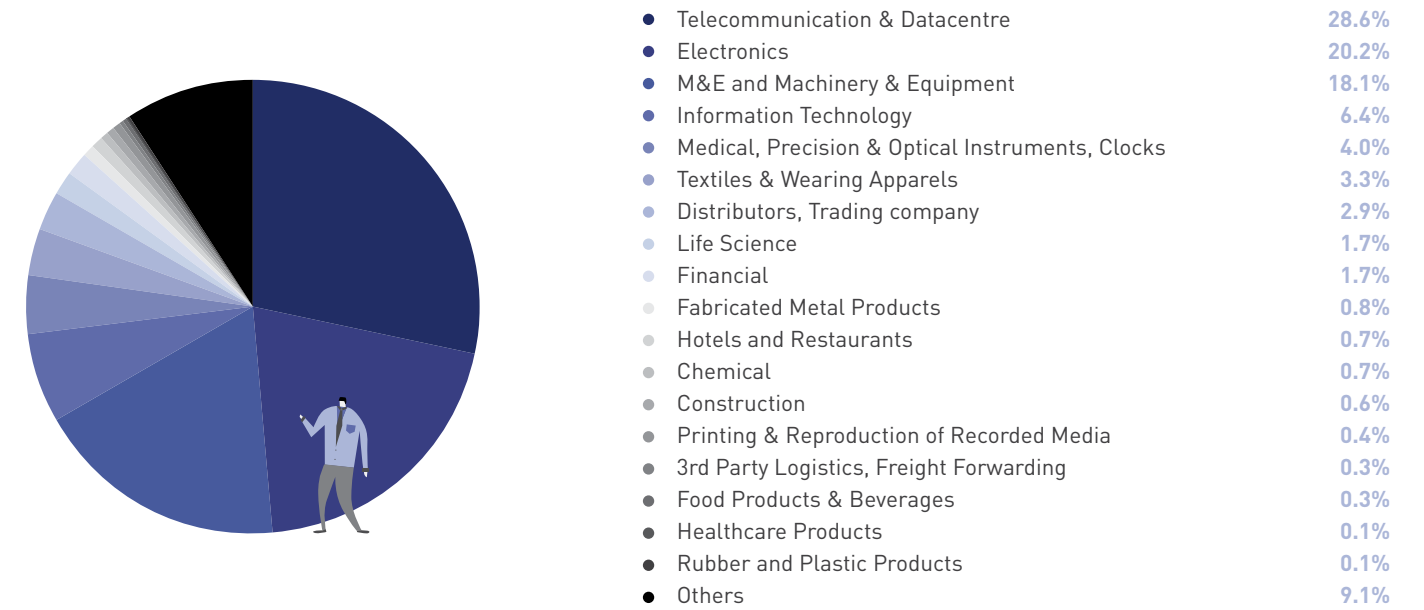 Telecommunication & Datacentre 28.6%
Electronics 20.2%
M&E and Machinery & Equipment 18.1%
Information Technology 6.4%
Medical, Precision & Optical Instruments, Clocks 4.0%
Textiles & Wearing Apparels 3.3%
Distributors, Trading company 2.9%
Life Science 1.7%
Financial 1.7%
Fabricated Metal Products 0.8%
Hotels and Restaurants 0.7%
Chemical 0.7%
Construction 0.6%
Printing & Reproduction of Recorded Media 0.4%
3rd Party Logistics, Freight Forwarding 0.3%
Food Products & Beverages 0.3%
Healthcare Products 0.1%
Rubber and Plastic Products 0.1%
Others 9.1%